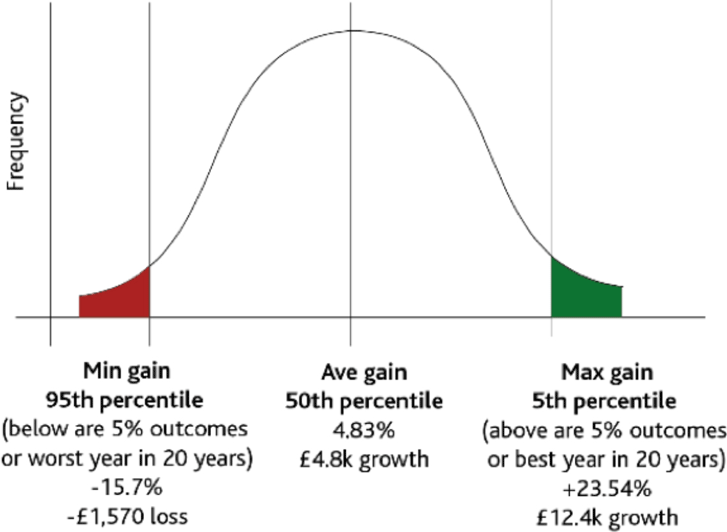 Frequency
Min gain
95th percentile
(below are 5% outcomes
or worst year in 20 years)
-15.7%
-£1,570 loss
Ave gain
50th percentile
4.83%
£4.8k growth
Max gain
5th percentile
(above are 5% outcomes
or best year in 20 years)
+23.54%
£12.4k growth